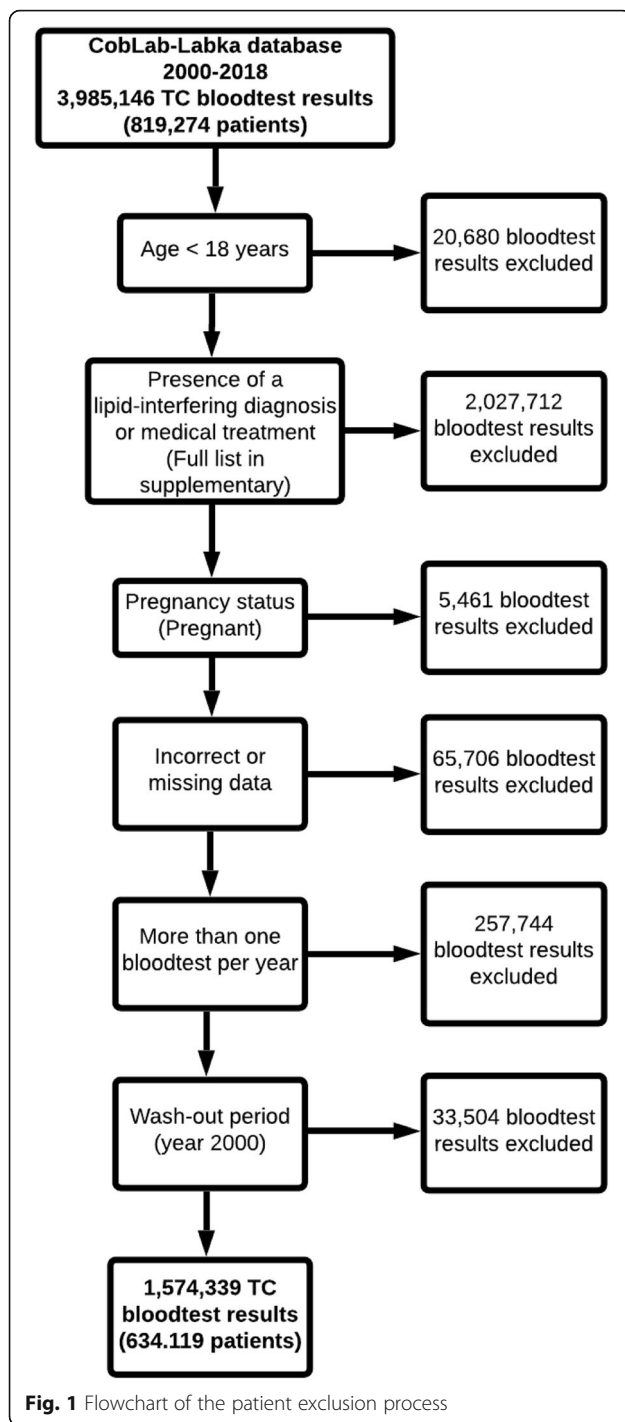 CobLab-Labka database
2000-2018
3,985,146 TC bloodtest results
(819,274 patients)
Age < 18 years
20,680 bloodtest
results excluded
Presence of a
lipid-interfering diagnosis
or medical treatment
(Full list in
supplementary)
2,027,712
bloodtest results
excluded
Pregnancy status
(Pregnant)
5,461 bloodtest
results excluded
Incorrect or
missing data
65,706 bloodtest
results excluded
More than one
bloodtest per year
257,744
bloodtest results
excluded
Wash-out period
(year 2000)
33,504 bloodtest
results excluded
1,574,339 TC
bloodtest results
(634.119 patients)
Fig. 1 Flowchart of the patient exclusion process